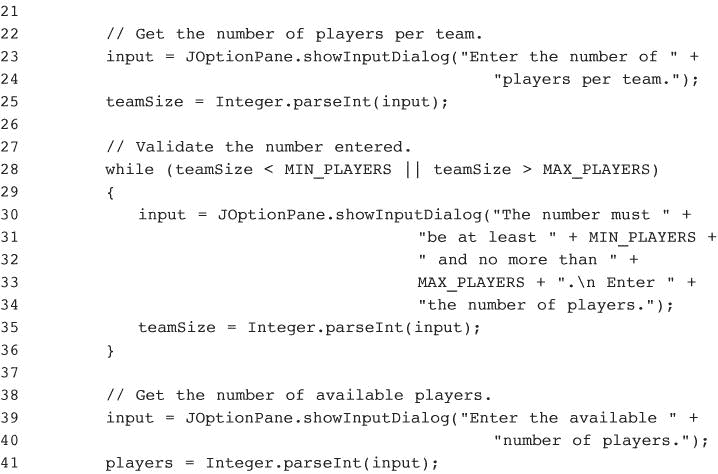 21
22 // Get the number of players per team.
23 input = JOptionPane.showInputDialog("Enter the number of " +
24 "players per team.");
25 teamSize = Integer.parseInt(input);
26
27 // Validate the number entered.
28 while (teamSize < MIN_PLAYERS || teamSize > MAX_PLAYERS)
29 {
30 input = JOptionPane.showInputDialog("The number must " +
31 "be at least " + MIN_PLAYERS +
32 " and no more than " +
33 MAX_PLAYERS + ".\n Enter " +
34 "the number of players.");
35 teamSize = Integer.parseInt(input);
36 }
37
38 // Get the number of available players.
39 input = JOptionPane.showInputDialog("Enter the available " +
40 "number of players.");
41 players = Integer.parseInt(input);